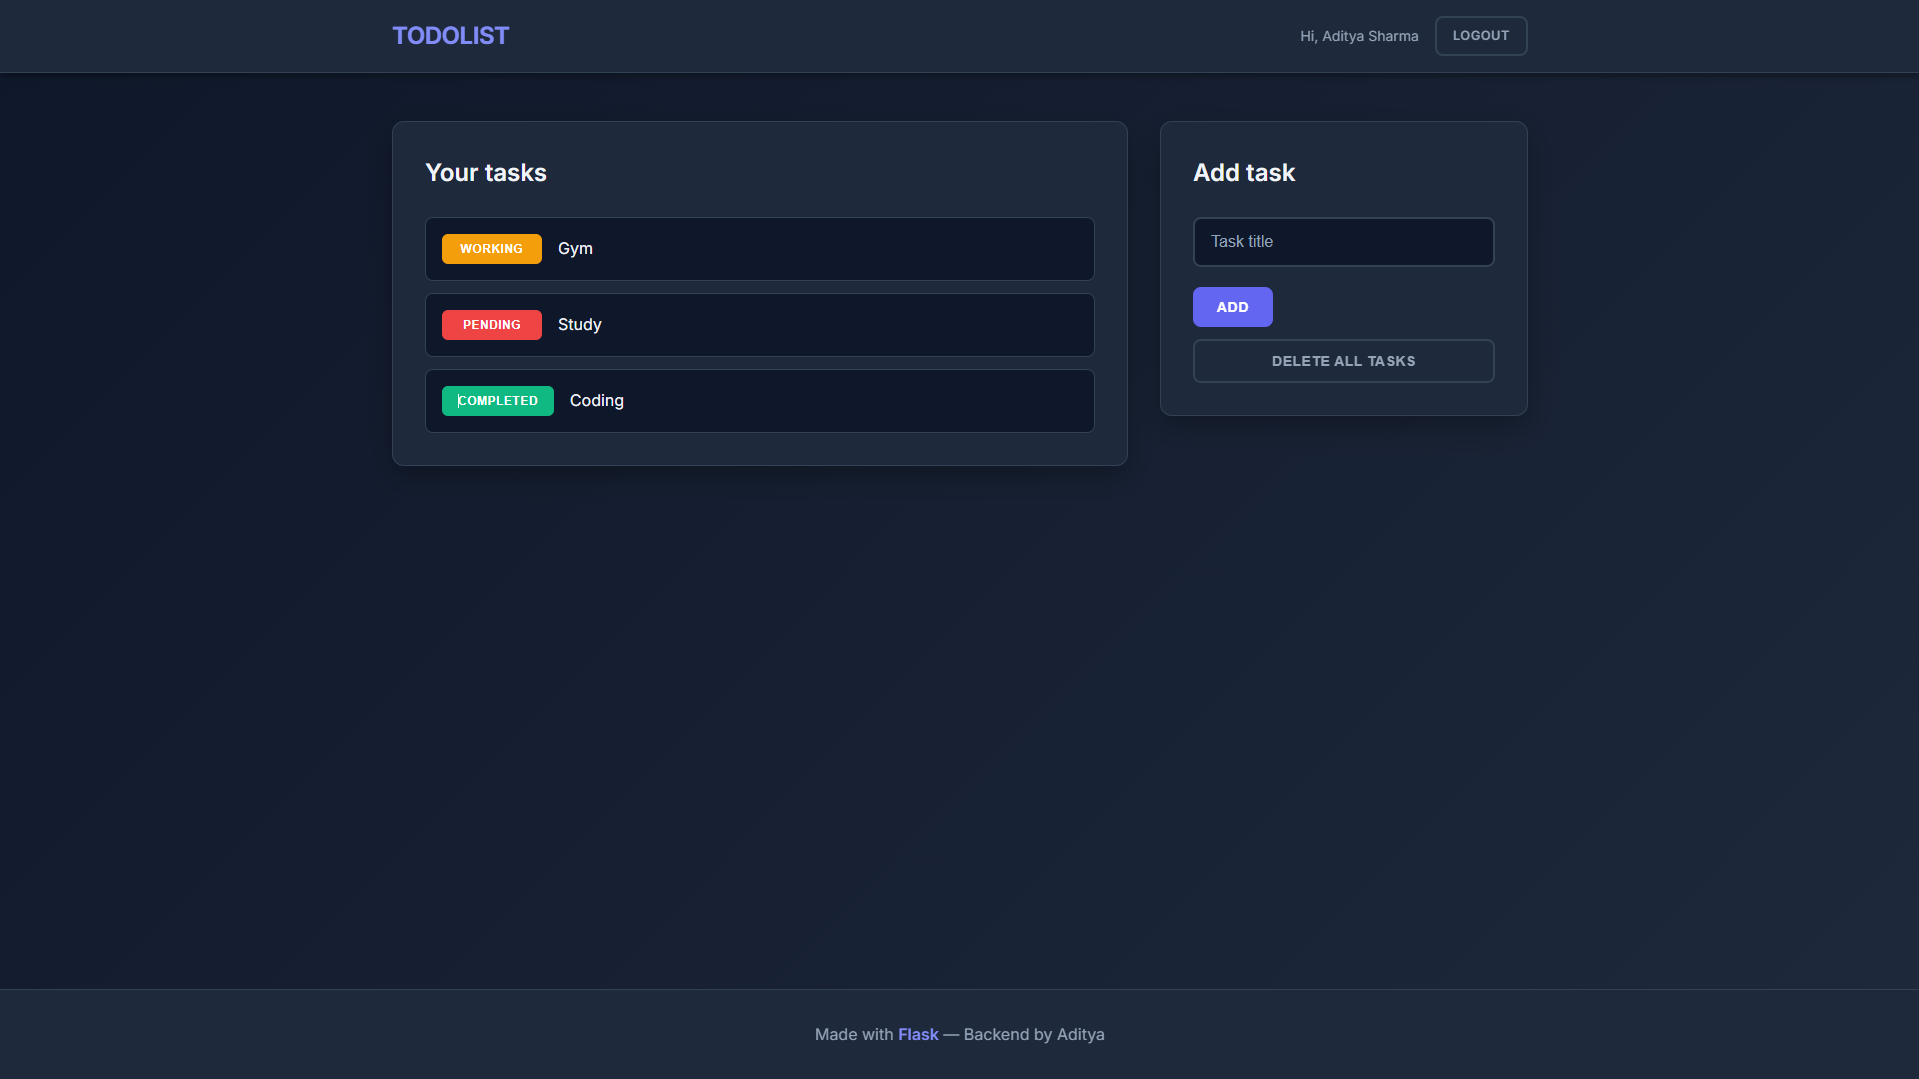 TODOLIST
Hi, Aditya Sharma
LOGOUT
Your tasks
WORKING Gym
PENDING Study
COMPLETED Coding
Add task
Task title
ADD
DELETE ALL TASKS
Made with Flask — Backend by Aditya